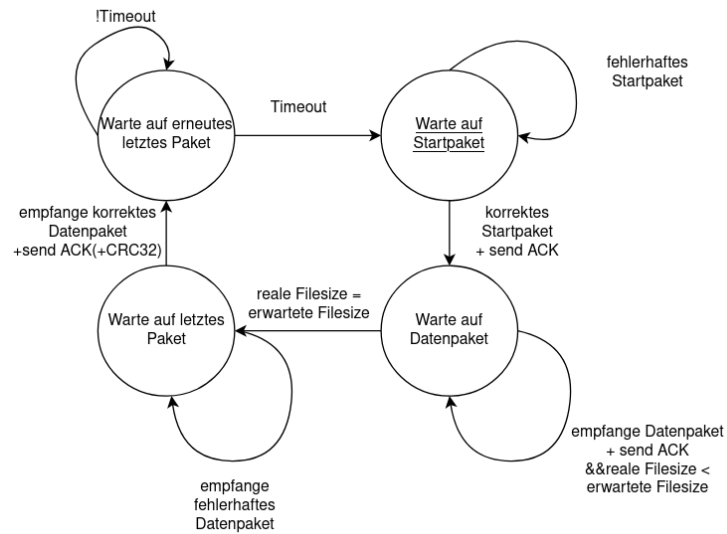 !Timeout
fehlerhaftes
Startpaket
Timeout
Warte auf erneutes
letztes Paket
Warte auf
Startpaket
empfange korrektes
Datenpaket
+send ACK(+CRC32)
korrektes
Startpaket
+ send ACK
reale Filesize =
erwartete Filesize
Warte auf letztes
Paket
Warte auf
Datenpaket
empfange Datenpaket
+ send ACK
&&reale Filesize <
erwartete Filesize
empfange
fehlerhaftes
Datenpaket